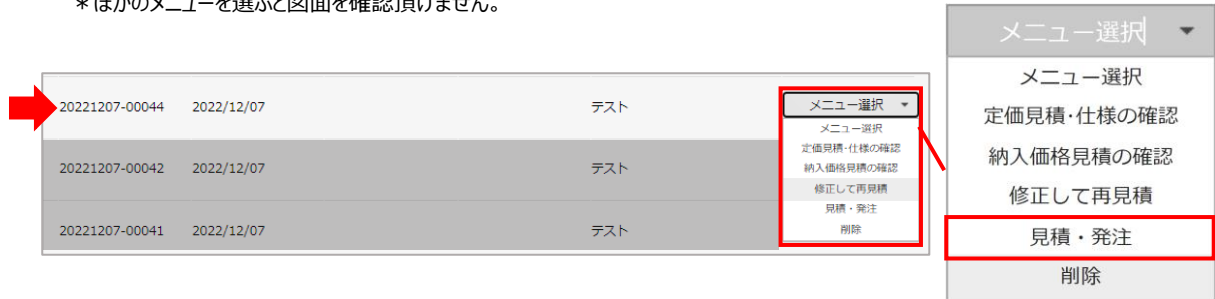 ＊ほかのメニューを選ぶと図面を確認頂けません。
20221207-00044 2022/12/07 テスト メニュー選択
メニュー選択
定価見積・仕様の確認
納入価格見積の確認
修正して再見積
見積・発注
削除
20221207-00042 2022/12/07 テスト
20221207-00041 2022/12/07 テスト
メニュー選択
メニュー選択
定価見積・仕様の確認
納入価格見積の確認
修正して再見積
見積・発注
削除